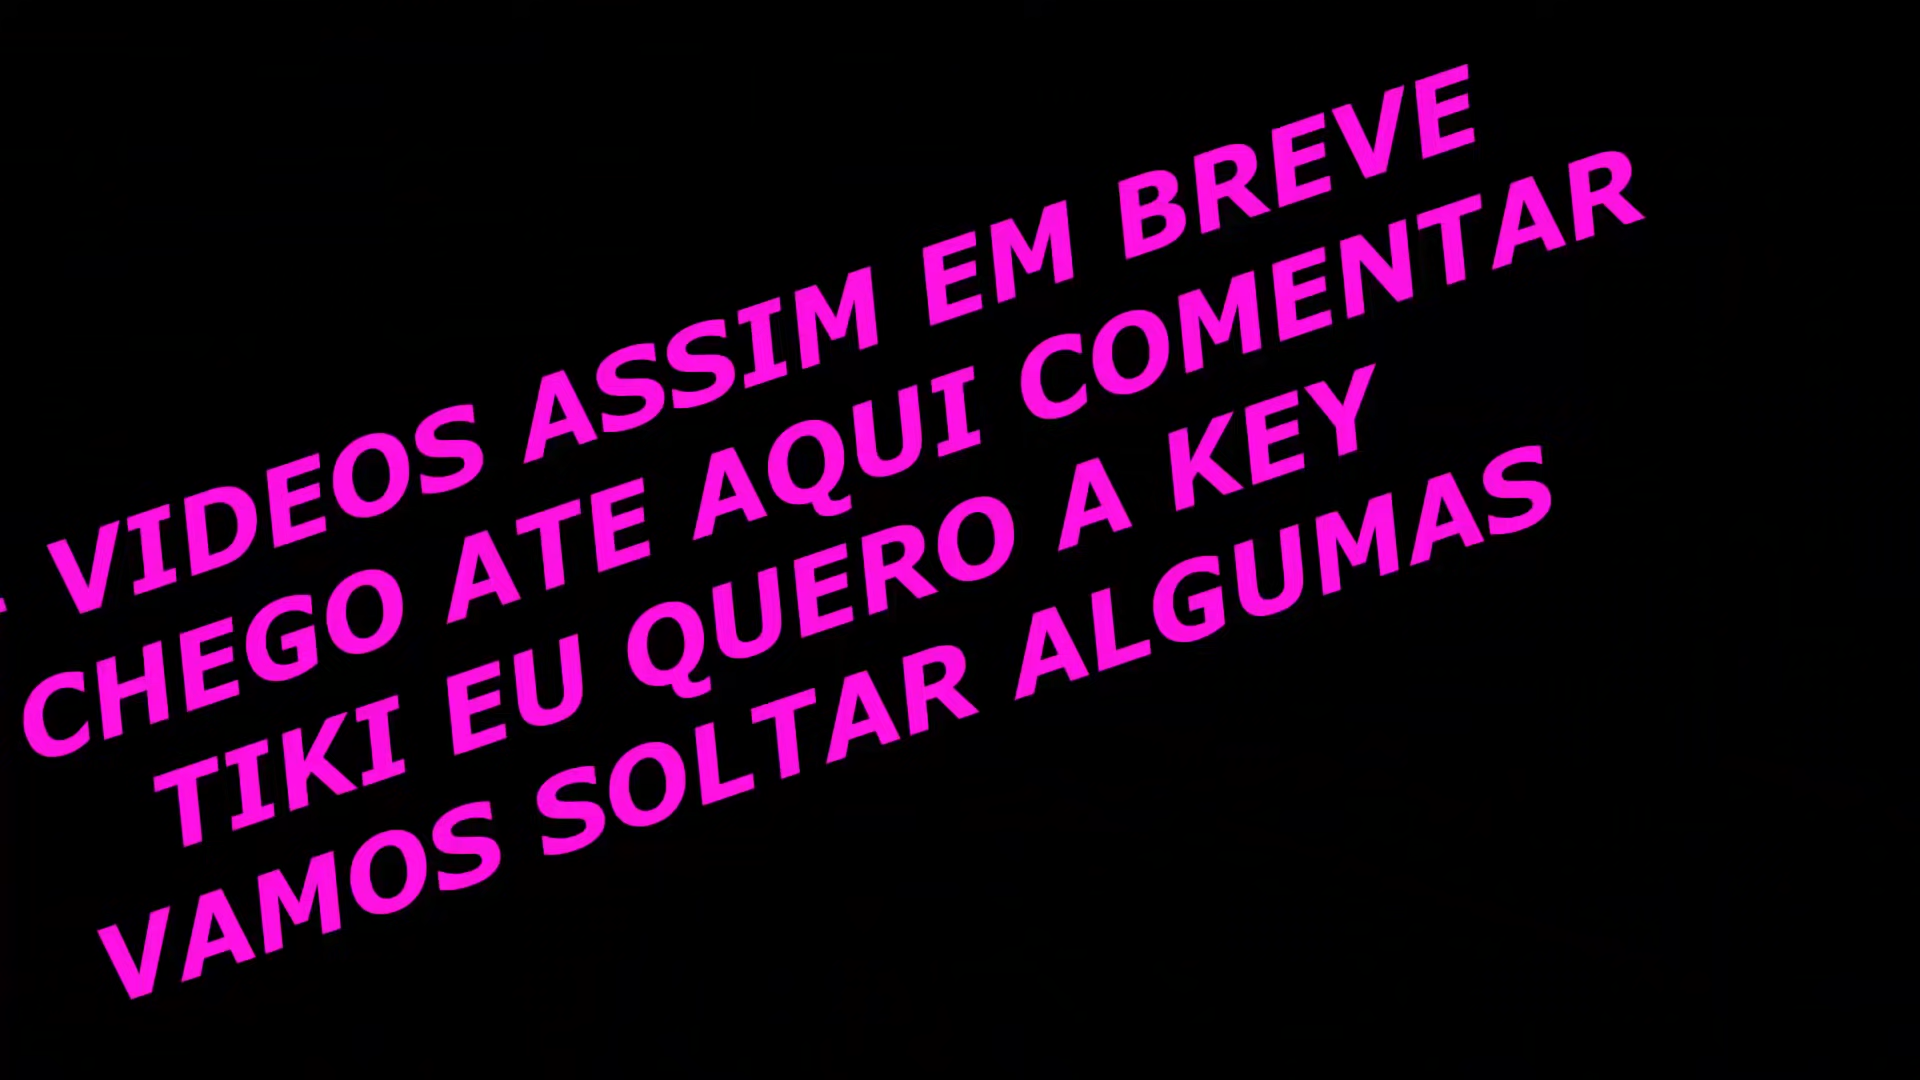 VIDEOS ASSIM EM BREVE
CHEGO ATE AQUI COMENTAR
TIKI EU QUERO A KEY
VAMOS SOLTAR ALGUMAS